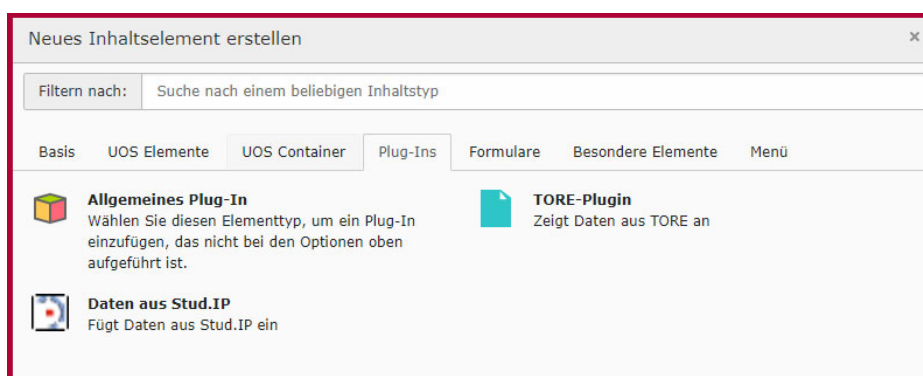 Neues Inhaltselement erstellen
×
Filtern nach: Suche nach einem beliebigen Inhaltstyp
Basis UOS Elemente UOS Container Plug-Ins Formulare Besondere Elemente Menü
Allgemeines Plug-In
Wählen Sie diesen Elementtyp, um ein Plug-In
einzufügen, das nicht bei den Optionen oben
aufgeführt ist.
TORE-Plugin
Zeigt Daten aus TORE an
Daten aus Stud.IP
Fügt Daten aus Stud.IP ein